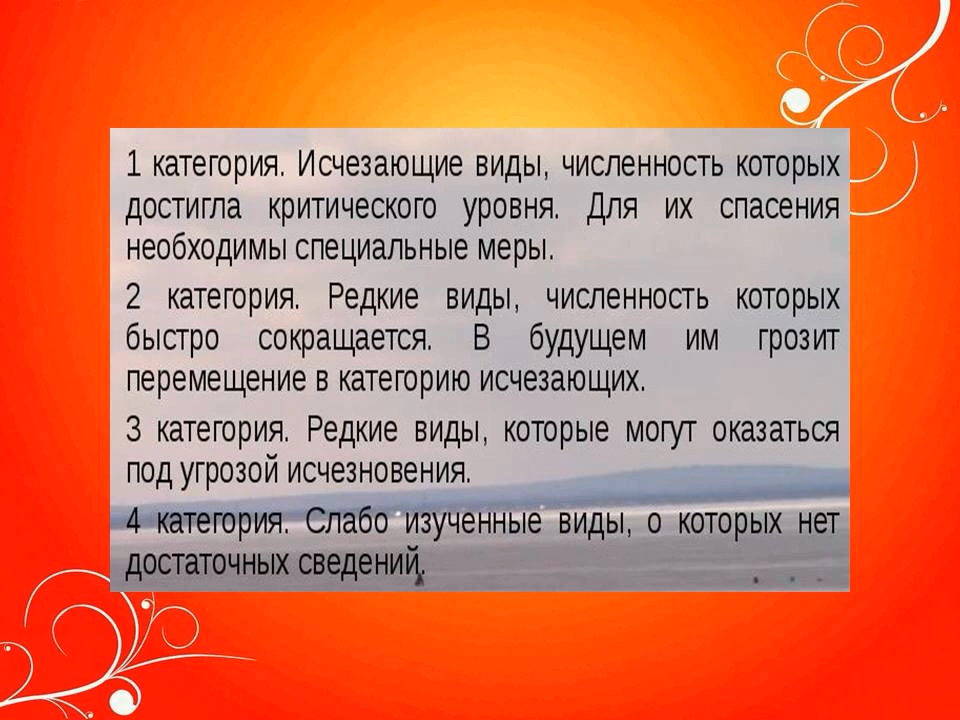 1 категория. Исчезающие виды, численность которых
достигла критического уровня. Для их спасения
необходимы специальные меры.
2 категория. Редкие виды, численность которых
быстро сокращается. В будущем им грозит
перемещение в категорию исчезающих.
3 категория. Редкие виды, которые могут оказаться
под угрозой исчезновения.
4 категория. Слабо изученные виды, о которых нет
достаточных сведений.